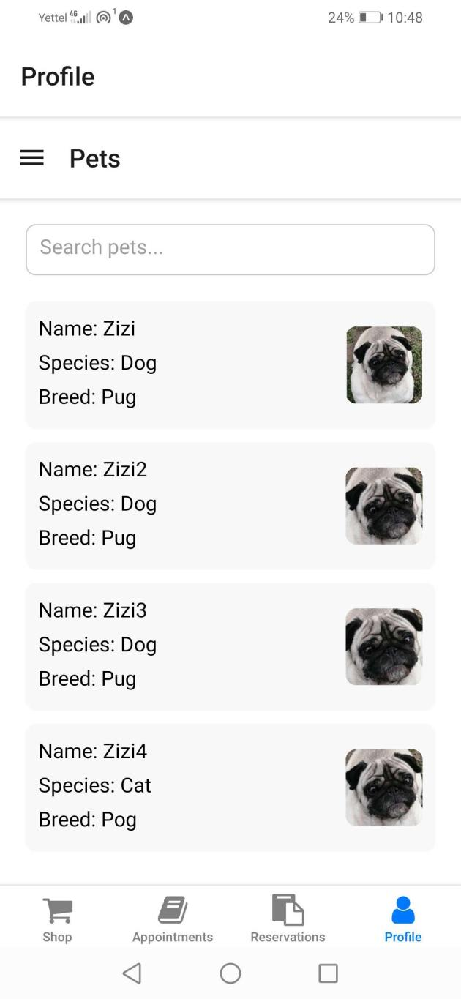 Yettel 4G 1 24% 10:48
Profile
Pets
Search pets...
Name: Zizi
Species: Dog
Breed: Pug
Name: Zizi2
Species: Dog
Breed: Pug
Name: Zizi3
Species: Dog
Breed: Pug
Name: Zizi4
Species: Cat
Breed: Pog
Shop Appointments Reservations Profile